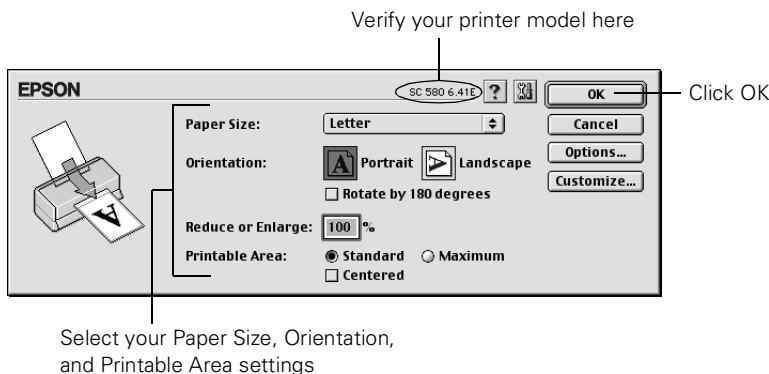 Verify your printer model here
EPSON
SC 580 6.41E ?
OK
Click OK
Paper Size: Letter
Cancel
Orientation: A Portrait A Landscape
Options...
Rotate by 180 degrees
Customize...
Reduce or Enlarge: 100 %
Printable Area: Standard Maximum
Centered
A
Select your Paper Size, Orientation,
and Printable Area settings